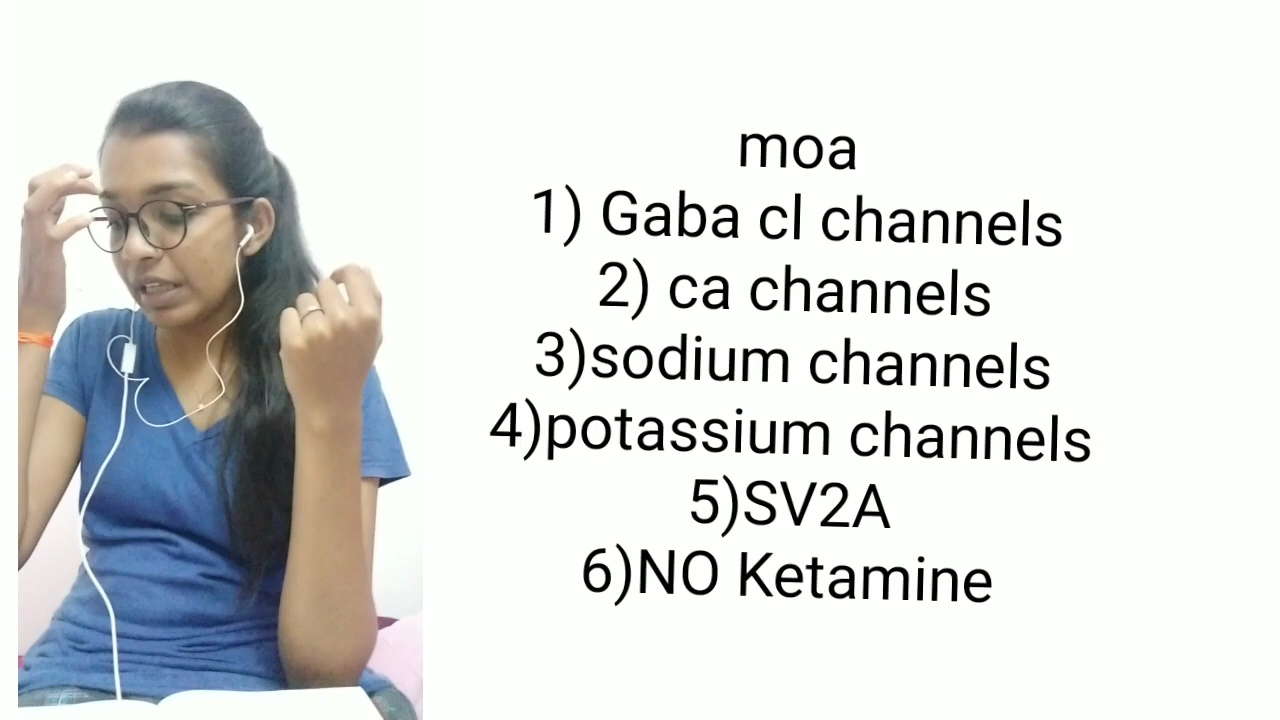 moa
1) Gaba cl channels
2) ca channels
3)sodium channels
4)potassium channels
5)SV2A
6)NO Ketamine